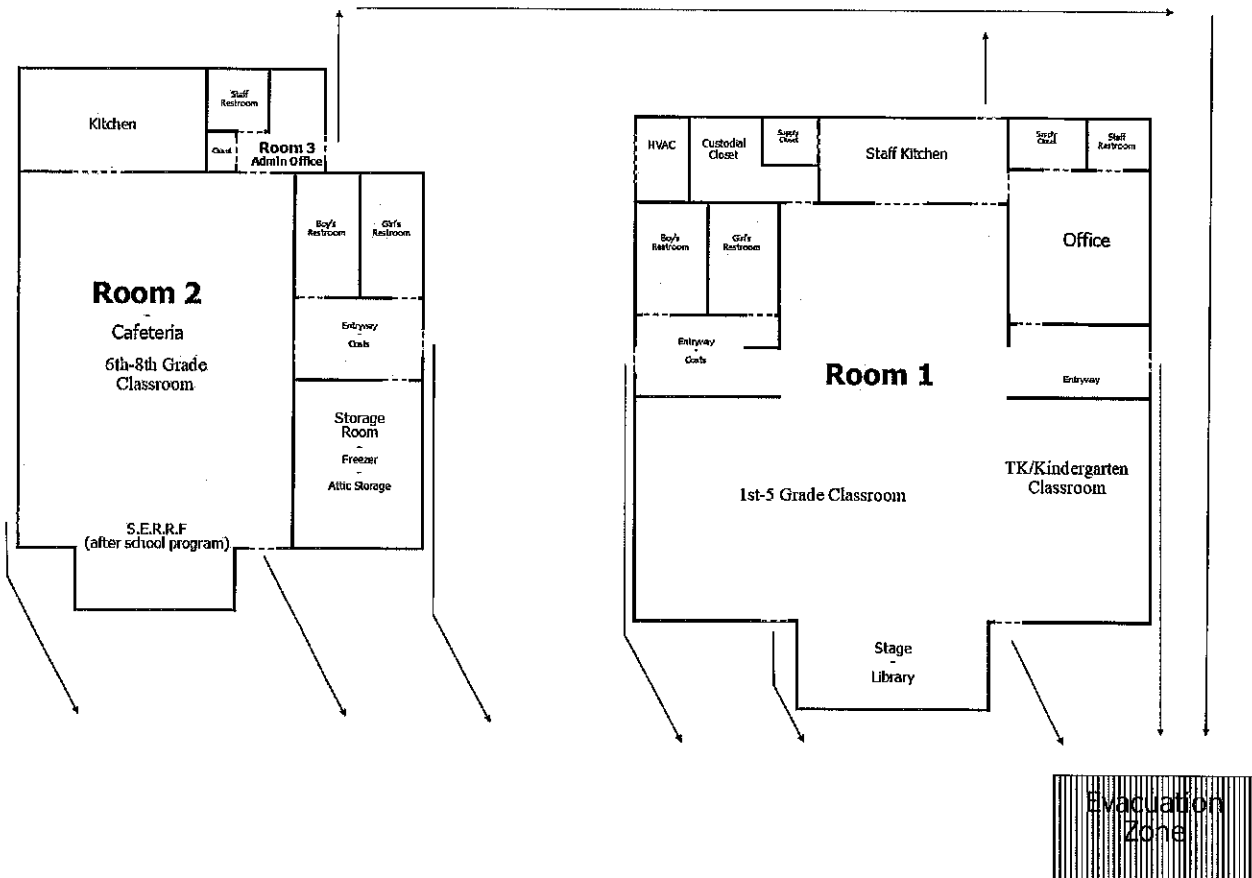 Staff
Restroom
Kitchen
Closet
Room 3
Admin Office
Boy's
Restroom
Girl's
Restroom
Room 2
-
Cafeteria
6th-8th Grade
Classroom
Entryway
-
Coats
Storage
Room
-
Freezer
-
Attic Storage
S.E.R.R.F
(after school program)
HVAC
Custodial
Closet
Supply
Closet
Staff Kitchen
Supply
Closet
Staff
Restroom
Boy's
Restroom
Girl's
Restroom
Office
Entryway
-
Coats
Room 1
Entryway
1st-5 Grade Classroom
TK/Kindergarten
Classroom
Stage
-
Library
Evacuation
Zone